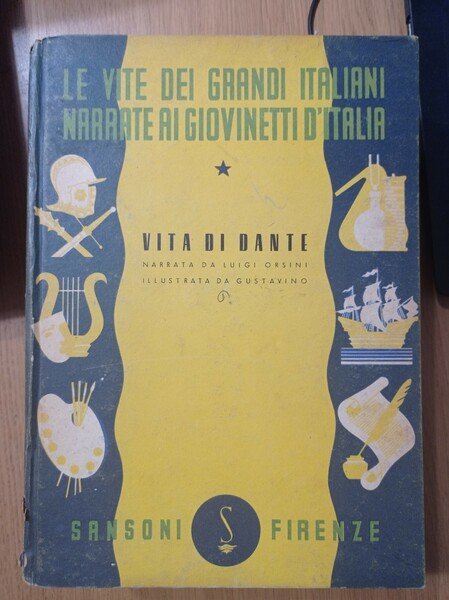 LE VITE DEI GRANDI ITALIANI
NARRATE AI GIOVINETTI D'ITALIA
VITA DI DANTE
NARRATA DA LUIGI ORSINI
ILLUSTRATA DA GUSTAVINO
SANSONI S FIRENZE